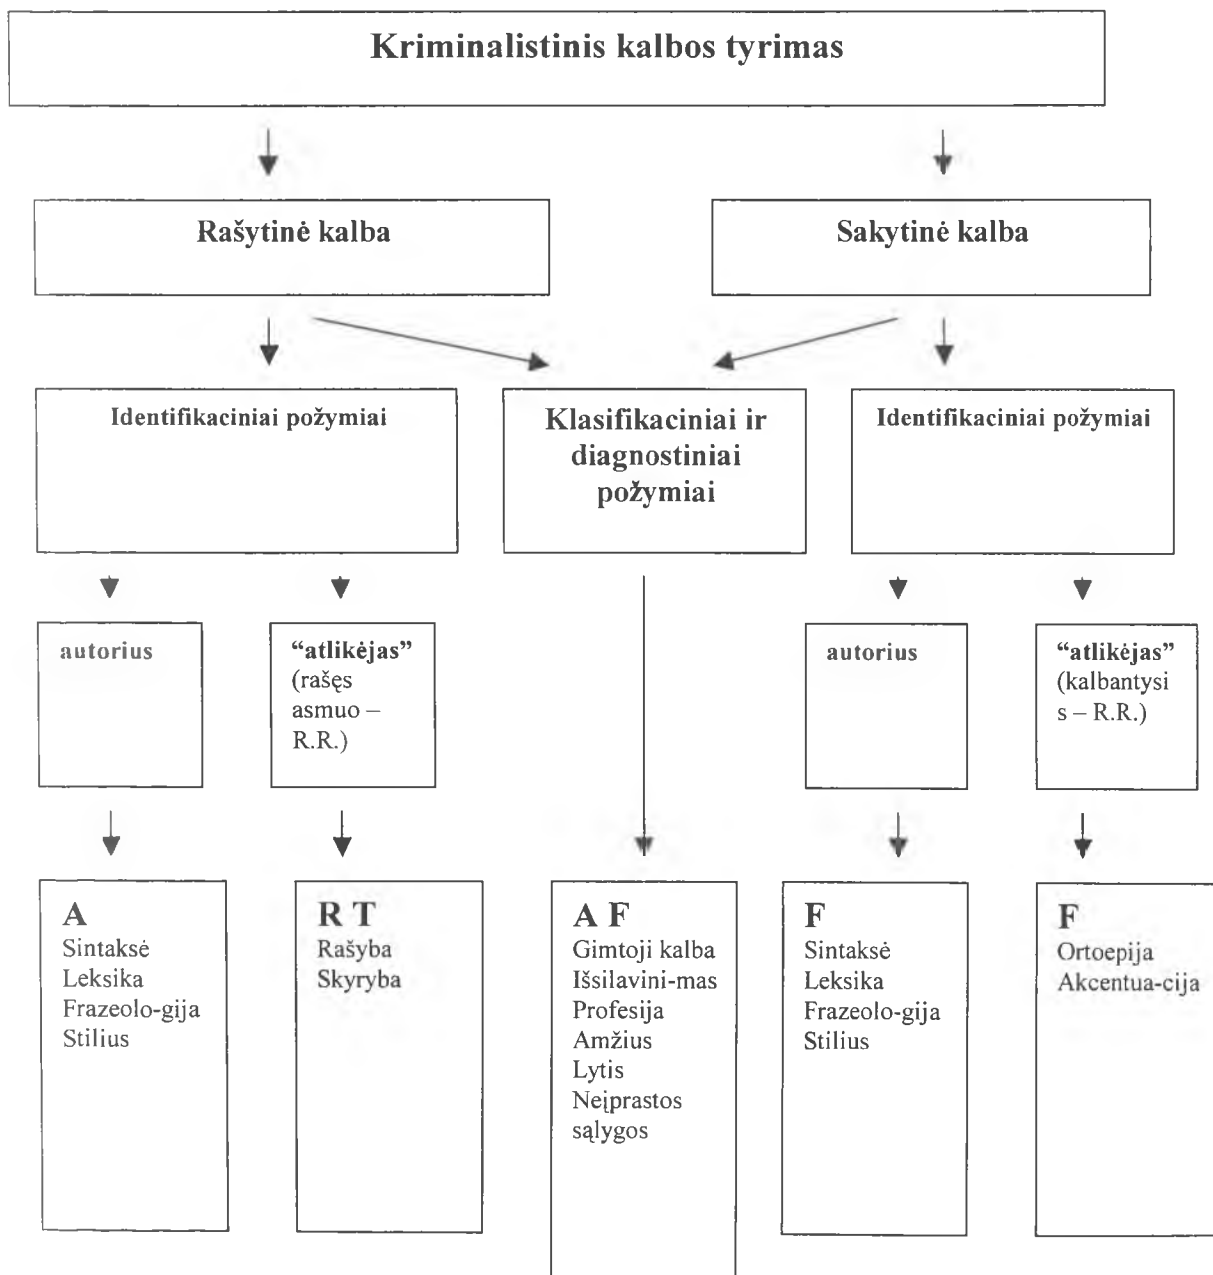 Kriminalistinis kalbos tyrimas
Rašytinė kalba
Sakytinė kalba
Identifikaciniai požymiai
Klasifikaciniai ir
diagnostiniai
požymiai
Identifikaciniai požymiai
autorius
“atlikėjas”
(rašęs
asmuo –
R.R.)
autorius
“atlikėjas”
(kalbantysi
s – R.R.)
A
Sintaksė
Leksika
Frazeolo-gija
Stilius
R T
Rašyba
Skyryba
A F
Gimtoji kalba
Išsilavini-mas
Profesija
Amžius
Lytis
Neįprastos
sąlygos
F
Sintaksė
Leksika
Frazeolo-gija
Stilius
F
Ortoepija
Akcentua-cija